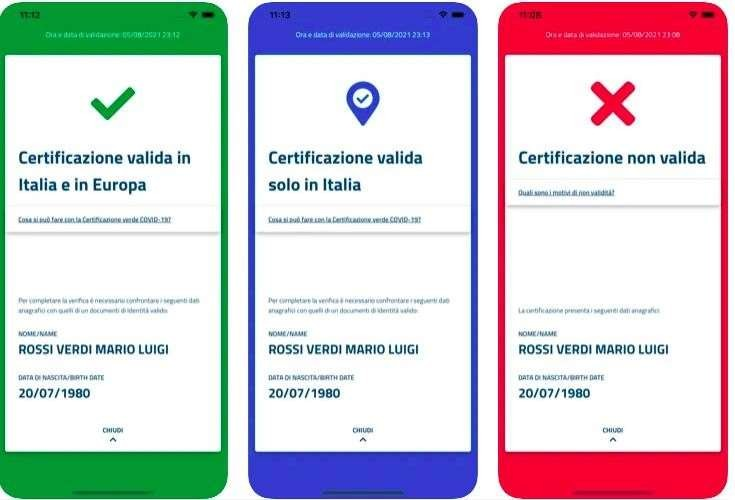 11:12
Ora e data di validazione: 05/08/2021 23:12
Certificazione valida in
Italia e in Europa
Cosa si può fare con la Certificazione verde COVID-19?
Per completare la verifica è necessario confrontare i seguenti dati
anagrafici con quelli di un documento di identità valido:
NOME/NAME
ROSSI VERDI MARIO LUIGI
DATA DI NASCITA/BIRTH DATE
20/07/1980
CHIUDI
11:13
Ora e data di validazione: 05/08/2021 23:13
Certificazione valida
solo in Italia
Cosa si può fare con la Certificazione verde COVID-19?
Per completare la verifica è necessario confrontare i seguenti dati
anagrafici con quelli di un documento di identità valido:
NOME/NAME
ROSSI VERDI MARIO LUIGI
DATA DI NASCITA/BIRTH DATE
20/07/1980
CHIUDI
11:08
Ora e data di validazione: 05/08/2021 23:08
Certificazione non valida
Quali sono i motivi di non validità?
La certificazione presenta i seguenti dati anagrafici:
NOME/NAME
ROSSI VERDI MARIO LUIGI
DATA DI NASCITA/BIRTH DATE
20/07/1980
CHIUDI